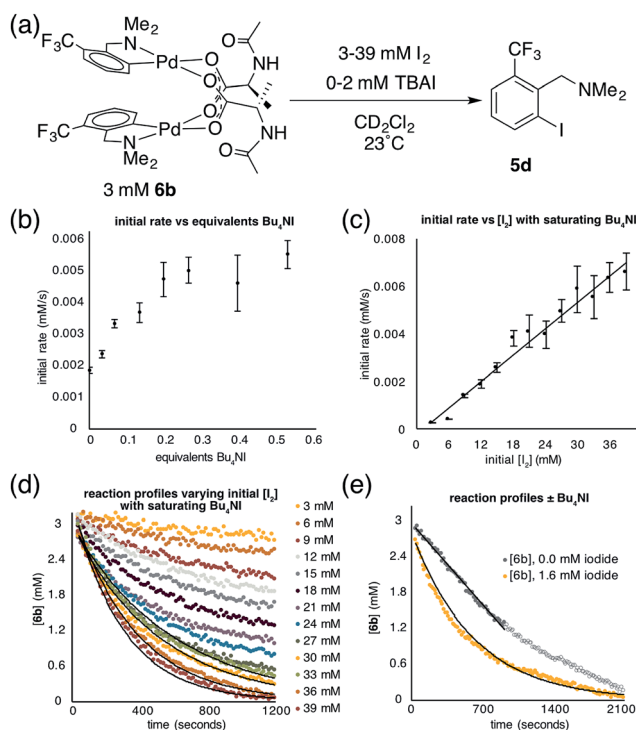 (a)
Me₂
N
F₃C
Pd
O
O
O
O
NH
O
NH
O
Pd
F₃C
N
Me₂
3 mM 6b
3-39 mM I₂
0-2 mM TBAI
CD₂Cl₂
23°C
CF₃
NMe₂
I
5d
(b)
initial rate vs equivalents Bu₄NI
initial rate (mM/s)
0.006
0.005
0.004
0.003
0.002
0.001
0
0 0.1 0.2 0.3 0.4 0.5 0.6
equivalents Bu₄NI
(c)
initial rate vs [I₂] with saturating Bu₄NI
initial rate (mM/s)
0.008
0.006
0.004
0.002
0
0 6 12 18 24 30 36
initial [I₂] (mM)
(d)
reaction profiles varying initial [I₂]
with saturating Bu₄NI
[6b] (mM)
3
2.4
1.8
1.2
0.6
0
0 400 800 1200
time (seconds)
3 mM
6 mM
9 mM
12 mM
15 mM
18 mM
21 mM
24 mM
27 mM
30 mM
33 mM
36 mM
39 mM
(e)
reaction profiles ± Bu₄NI
[6b], 0.0 mM iodide
[6b], 1.6 mM iodide
[6b] (mM)
3
2.4
1.8
1.2
0.6
0
0 700 1400 2100
time (seconds)